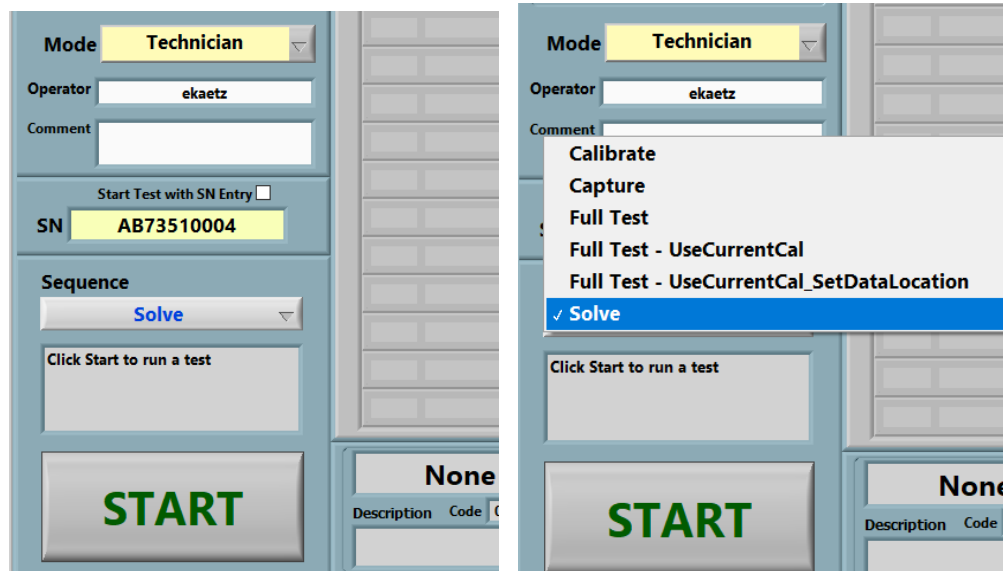 Mode Technician
Operator ekaetz
Comment
Start Test with SN Entry
SN AB73510004
Sequence
Solve
Click Start to run a test
START
None
Description Code
Mode Technician
Operator ekaetz
Comment
Calibrate
Capture
Full Test
Full Test - UseCurrentCal
Full Test - UseCurrentCal_SetDataLocation
✓ Solve
Click Start to run a test
START
None
Description Code